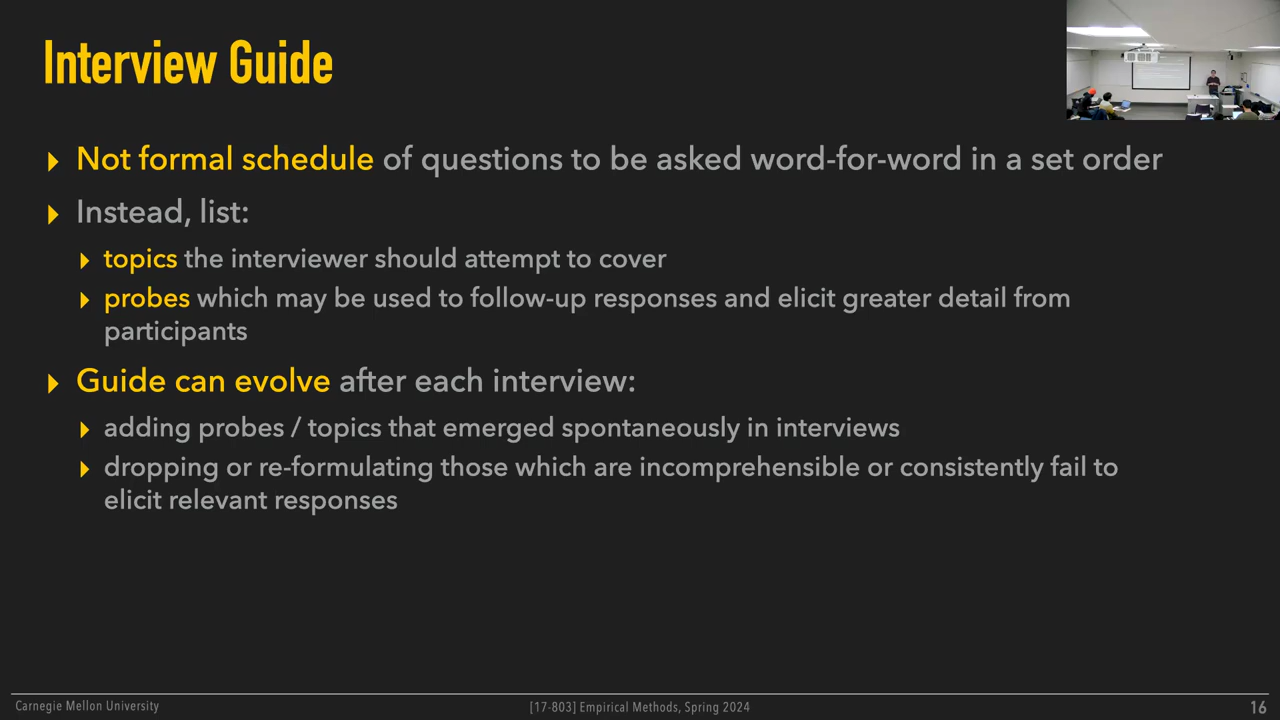 Interview Guide
Not formal schedule of questions to be asked word-for-word in a set order
Instead, list:
topics the interviewer should attempt to cover
probes which may be used to follow-up responses and elicit greater detail from
participants
Guide can evolve after each interview:
adding probes / topics that emerged spontaneously in interviews
dropping or re-formulating those which are incomprehensible or consistently fail to
elicit relevant responses
Carnegie Mellon University
[17-803] Empirical Methods, Spring 2024
16